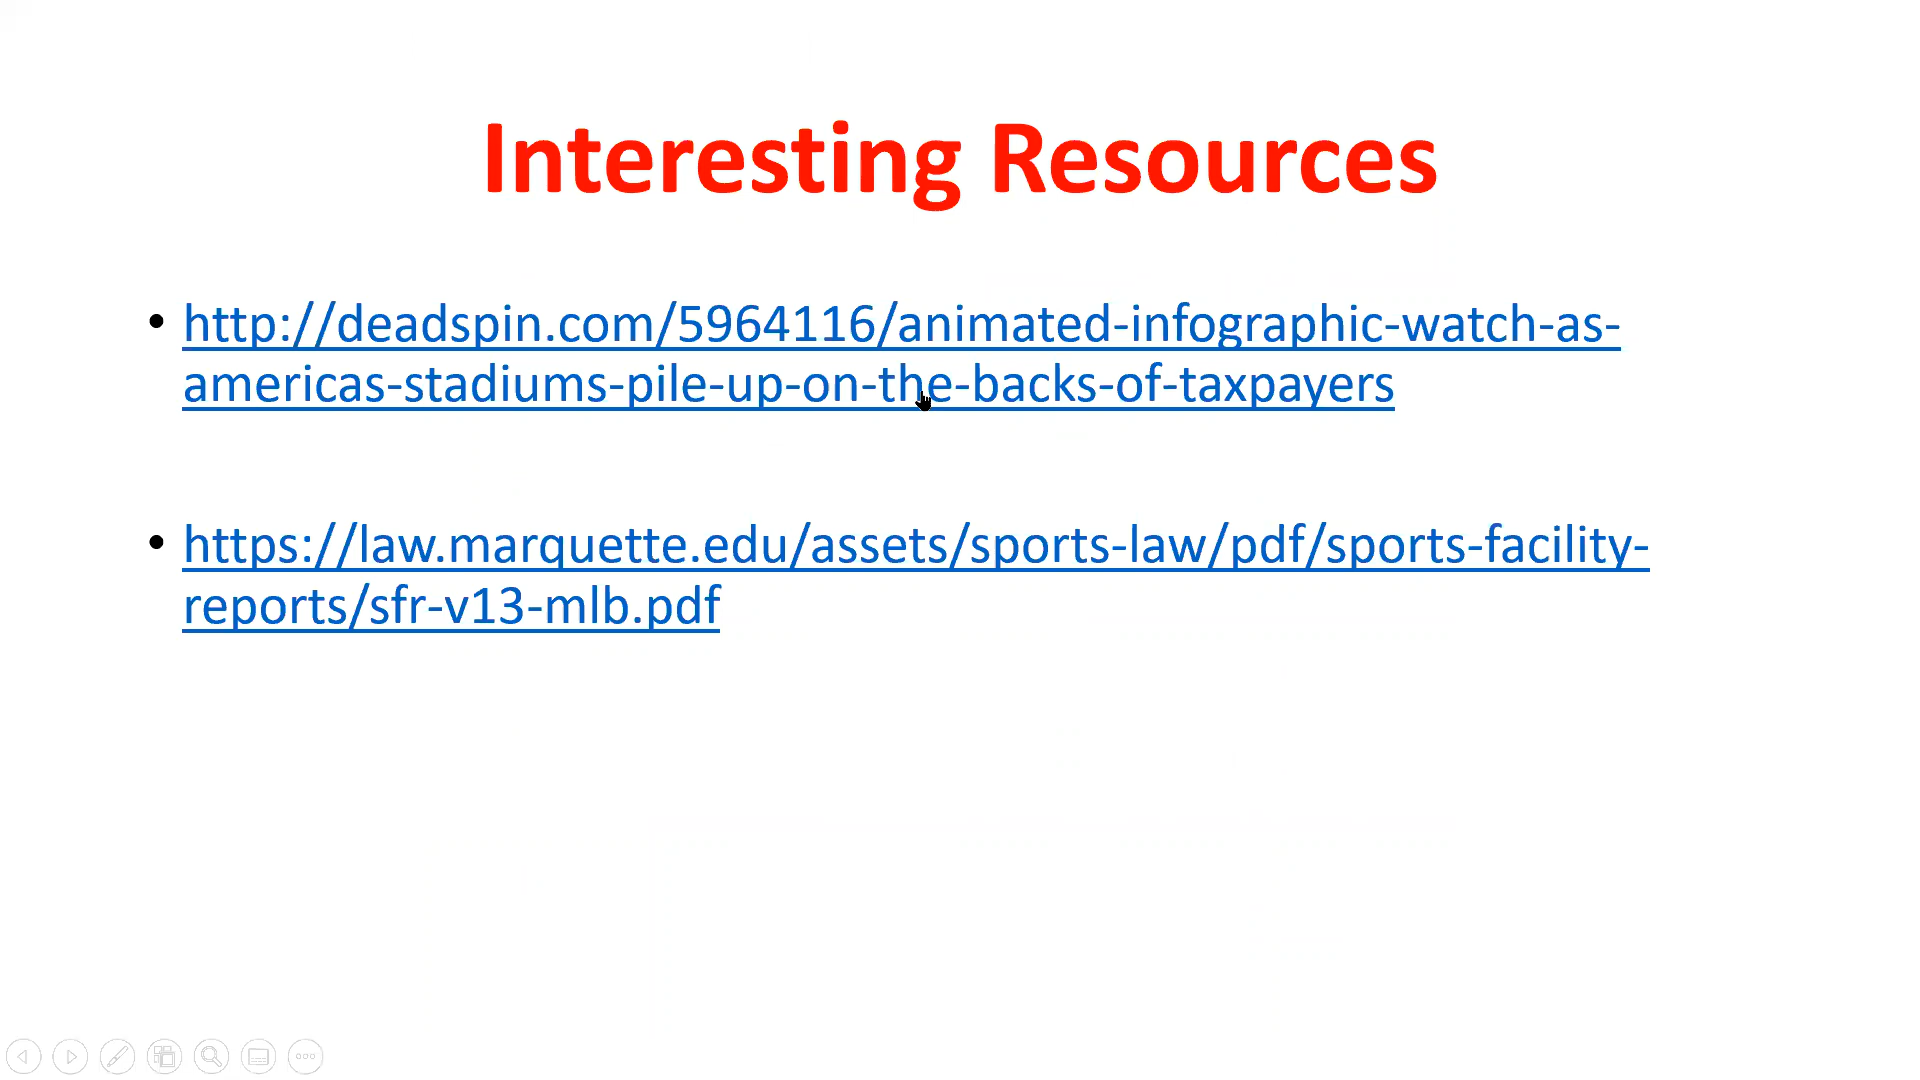 Interesting Resources
• http://deadspin.com/5964116/animated-infographic-watch-as-
americas-stadiums-pile-up-on-the-backs-of-taxpayers
• https://law.marquette.edu/assets/sports-law/pdf/sports-facility-
reports/sfr-v13-mlb.pdf